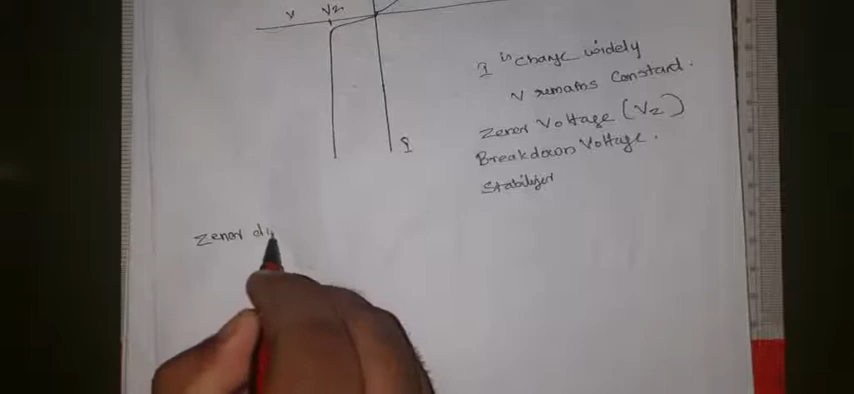 V Vz
I is change widely
V remains Constant.
Zener Voltage (Vz)
Breakdown Voltage.
I
Stabilizer
Zener di